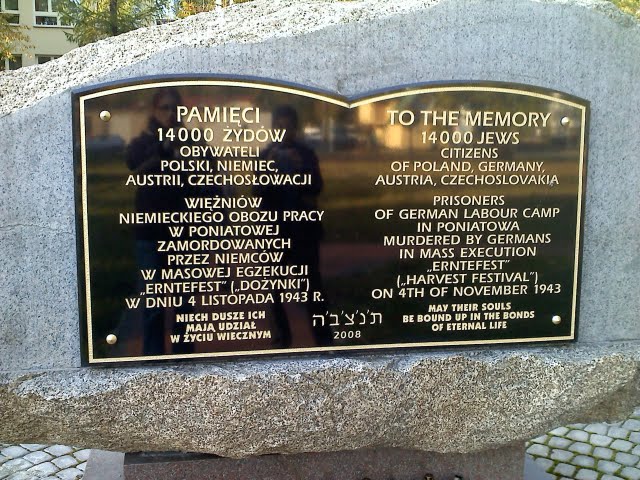 PAMIĘCI
14000 ŻYDÓW
OBYWATELI
POLSKI, NIEMIEC,
AUSTRII, CZECHOSŁOWACJI
WIĘŹNIÓW
NIEMIECKIEGO OBOZU PRACY
W PONIATOWEJ
ZAMORDOWANYCH
PRZEZ NIEMCÓW
W MASOWEJ EGZEKUCJI
„ERNTEFEST” („DOŻYNKI”)
W DNIU 4 LISTOPADA 1943 R.
NIECH DUSZE ICH
MAJĄ UDZIAŁ
W ŻYCIU WIECZNYM
TO THE MEMORY
14000 JEWS
CITIZENS
OF POLAND, GERMANY,
AUSTRIA, CZECHOSLOVAKIA
PRISONERS
OF GERMAN LABOUR CAMP
IN PONIATOWA
MURDERED BY GERMANS
IN MASS EXECUTION
„ERNTEFEST”
(„HARVEST FESTIVAL”)
ON 4TH OF NOVEMBER 1943
MAY THEIR SOULS
BE BOUND UP IN THE BONDS
OF ETERNAL LIFE
ת'נ'צ'ב'ה
2008